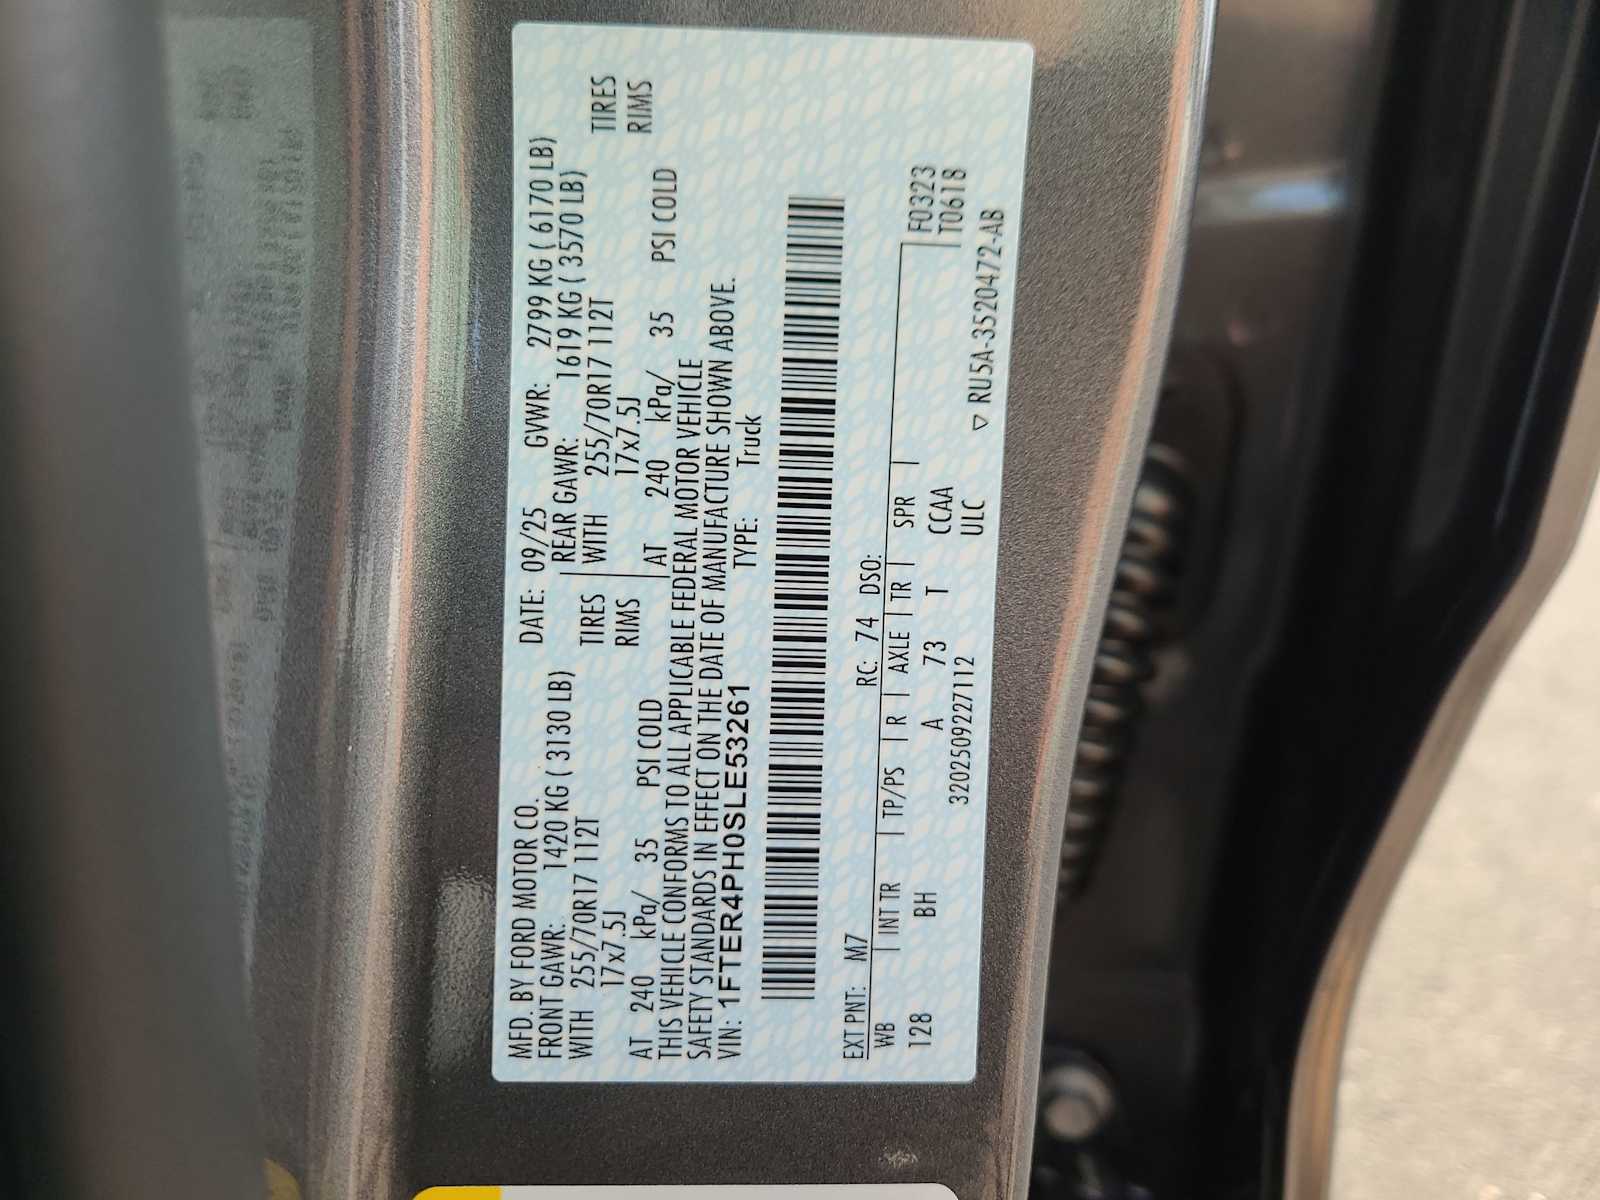 MFD. BY FORD MOTOR CO. DATE: 09/25 GVWR: 2799 KG ( 6170 LB)
FRONT GAWR: 1420 KG ( 3130 LB) REAR GAWR: 1619 KG ( 3570 LB)
WITH 255/70R17 112T TIRES WITH 255/70R17 112T TIRES
17x7.5J RIMS 17x7.5J RIMS
AT 240 kPa/ 35 PSI COLD AT 240 kPa/ 35 PSI COLD
THIS VEHICLE CONFORMS TO ALL APPLICABLE FEDERAL MOTOR VEHICLE
SAFETY STANDARDS IN EFFECT ON THE DATE OF MANUFACTURE SHOWN ABOVE.
VIN: 1FTER4PH0SLE53261 TYPE: Truck
EXT PNT: M7 RC: 74 DSO:
WB INT TR TP/PS R AXLE TR SPR F0323
128 BH A 73 T CCAA T0618
3202509227112 ULC ▽ RU5A-3520472-AB